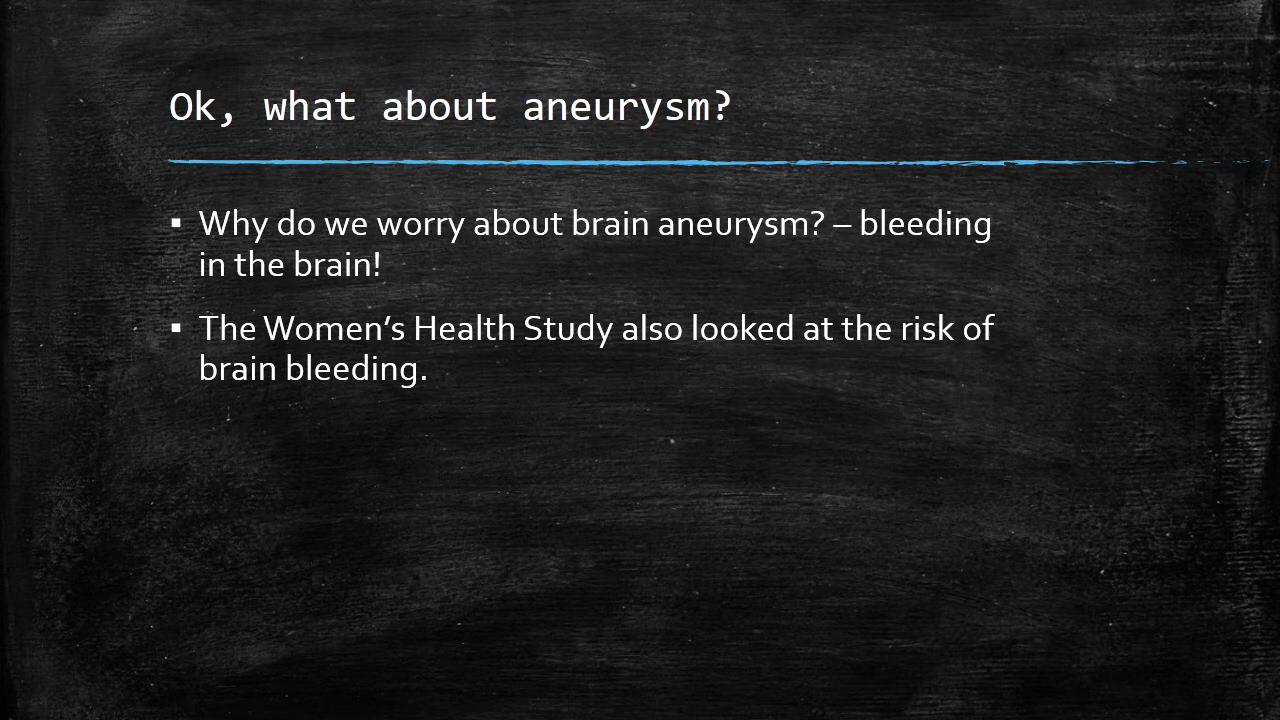 Ok, what about aneurysm?
▪ Why do we worry about brain aneurysm? – bleeding
in the brain!
▪ The Women’s Health Study also looked at the risk of
brain bleeding.